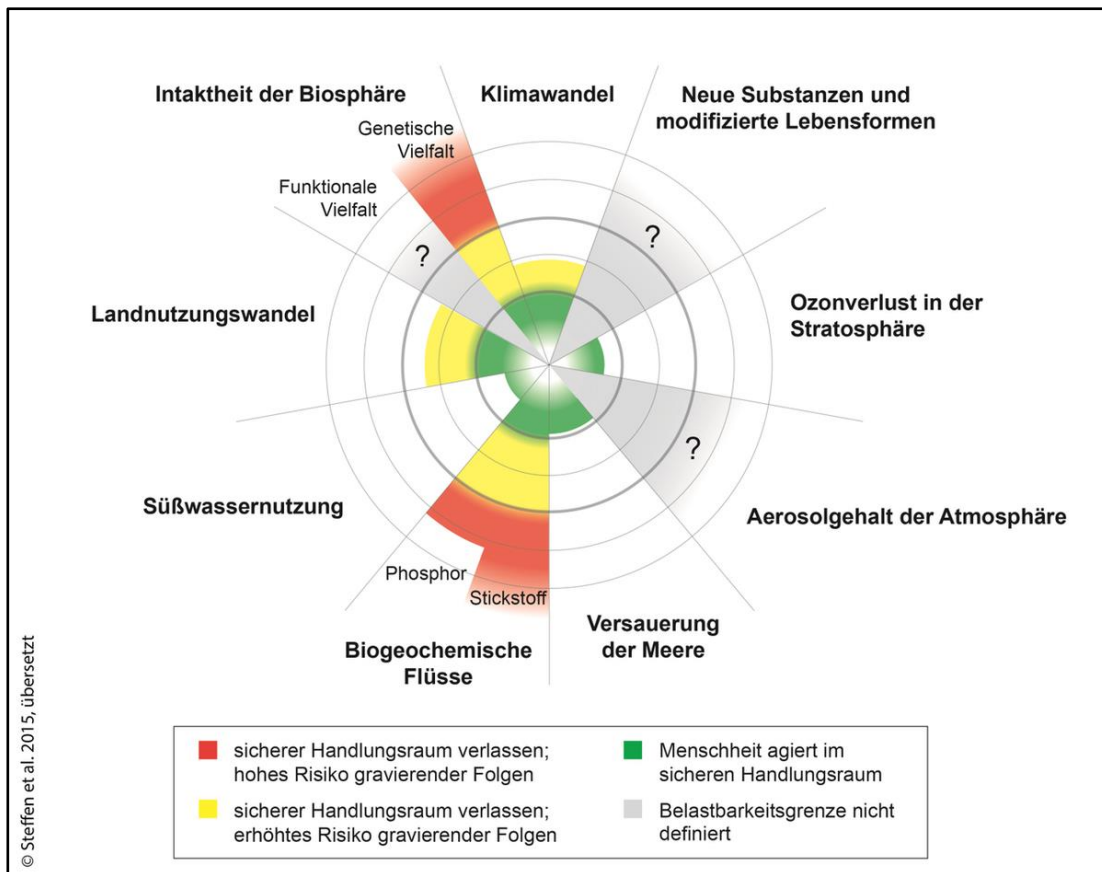 Intaktheit der Biosphäre
Klimawandel
Neue Substanzen und
modifizierte Lebensformen
Genetische
Vielfalt
Funktionale
Vielfalt
?
?
Landnutzungswandel
Ozonverlust in der
Stratosphäre
?
Süßwassernutzung
Aerosolgehalt der Atmosphäre
Phosphor
Stickstoff
Biogeochemische
Flüsse
Versauerung
der Meere
sicherer Handlungsraum verlassen;
hohes Risiko gravierender Folgen
sicherer Handlungsraum verlassen;
erhöhtes Risiko gravierender Folgen
Menschheit agiert im
sicheren Handlungsraum
Belastbarkeitsgrenze nicht
definiert
© Steffen et al. 2015, übersetzt